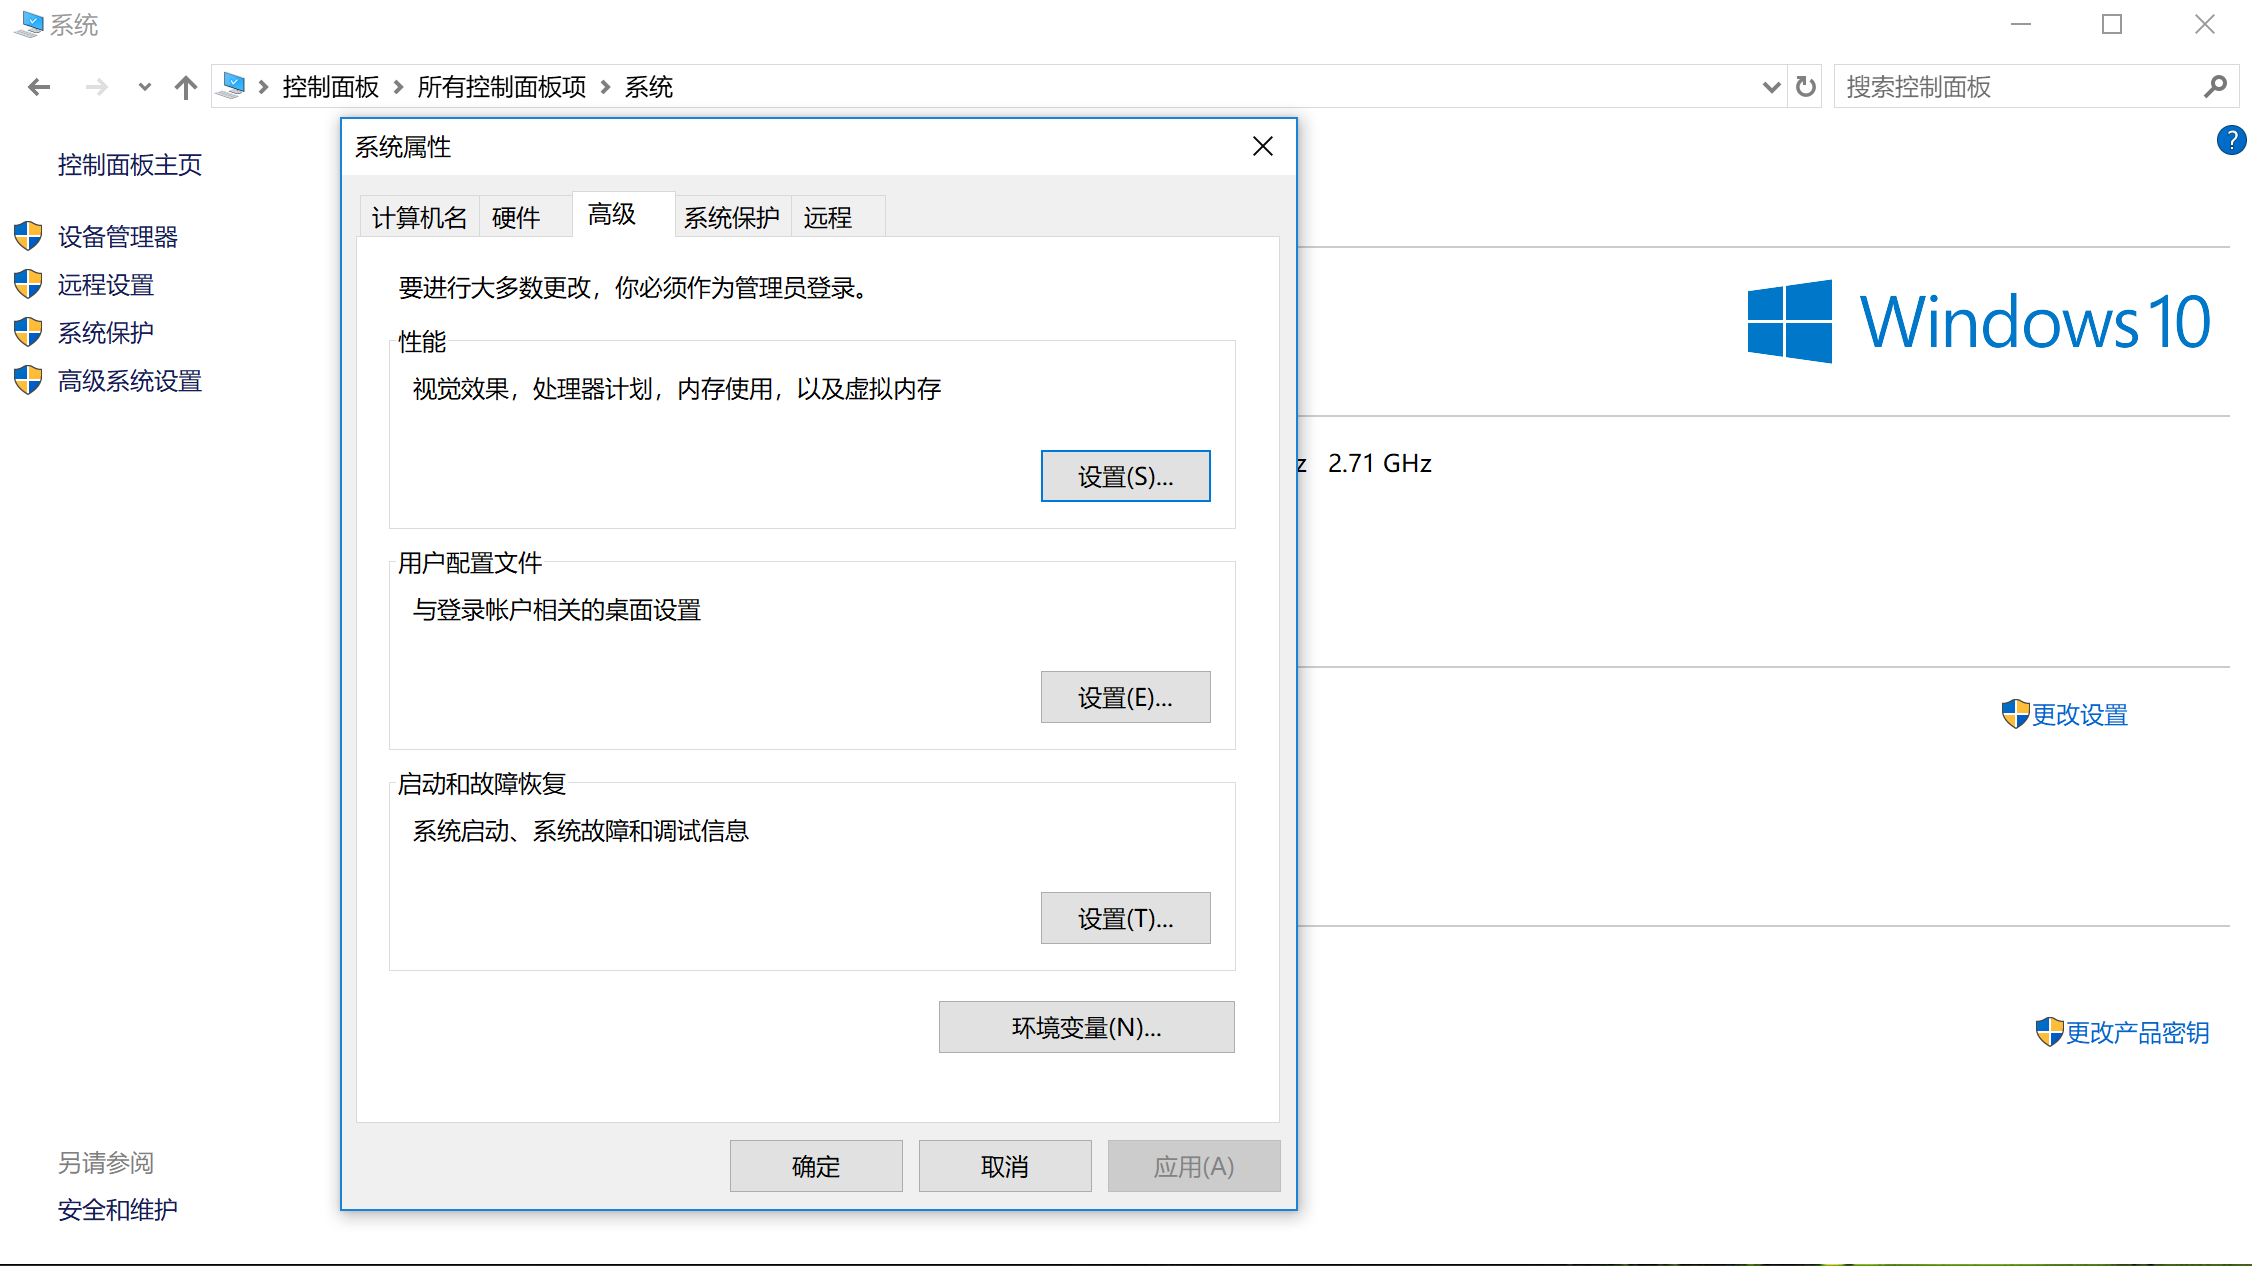 系统
控制面板 所有控制面板项 系统
搜索控制面板
控制面板主页
设备管理器
远程设置
系统保护
高级系统设置
另请参阅
安全和维护
系统属性
计算机名 硬件 高级 系统保护 远程
要进行大多数更改，你必须作为管理员登录。
性能
视觉效果，处理器计划，内存使用，以及虚拟内存
设置(S)...
用户配置文件
与登录帐户相关的桌面设置
设置(E)...
启动和故障恢复
系统启动、系统故障和调试信息
设置(T)...
环境变量(N)...
确定 取消 应用(A)
?
Windows 10
z 2.71 GHz
更改设置
更改产品密钥